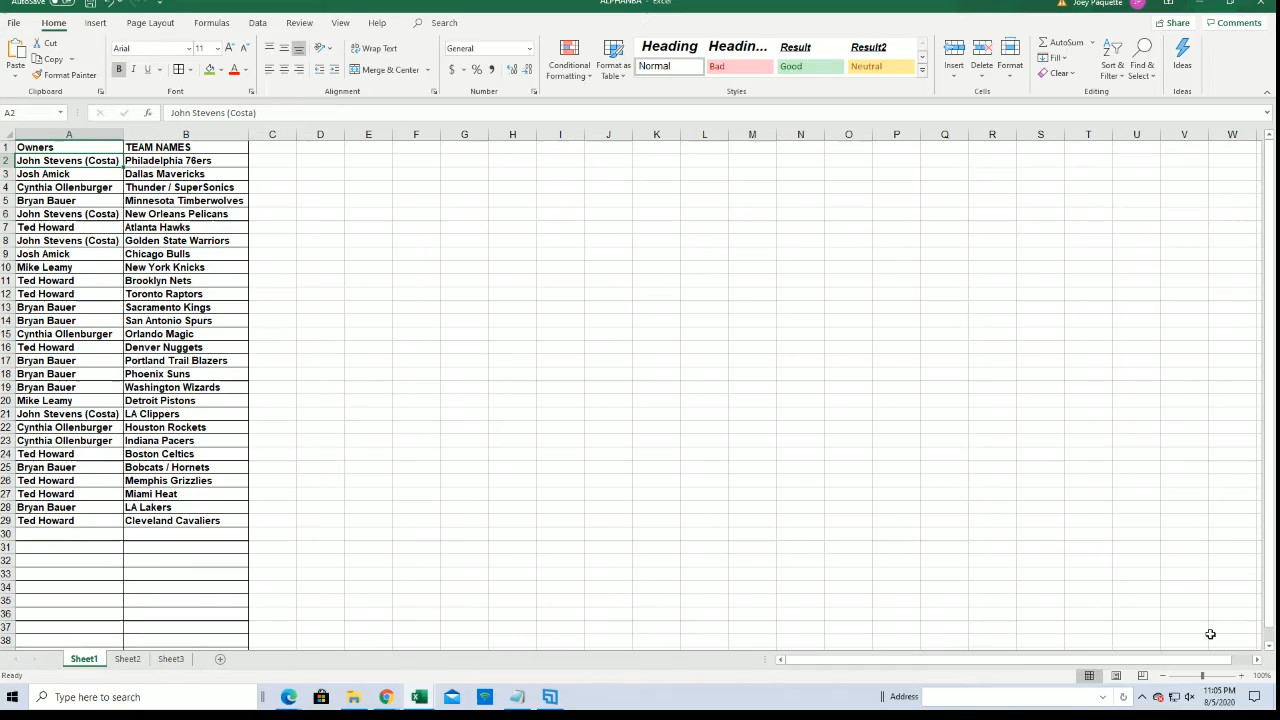 AutoSave
ALPHANBA - Excel
Joey Paquette
JP
File Home Insert Page Layout Formulas Data Review View Help Search
Share Comments
Paste
Cut
Copy
Format Painter
Clipboard
Arial 11
B I U
Font
Wrap Text
Merge & Center
Alignment
General
$ % ,
Number
Conditional Formatting
Format as Table
Heading Headin... Result Result2
Normal Bad Good Neutral
Styles
Insert Delete Format
Cells
AutoSum
Fill
Clear
Sort & Filter
Find & Select
Editing
Ideas
Ideas
A2 fx John Stevens (Costa)
A B C D E F G H I J K L M N O P Q R S T U V W
1 Owners TEAM NAMES
2 John Stevens (Costa) Philadelphia 76ers
3 Josh Amick Dallas Mavericks
4 Cynthia Ollenburger Thunder / SuperSonics
5 Bryan Bauer Minnesota Timberwolves
6 John Stevens (Costa) New Orleans Pelicans
7 Ted Howard Atlanta Hawks
8 John Stevens (Costa) Golden State Warriors
9 Josh Amick Chicago Bulls
10 Mike Leamy New York Knicks
11 Ted Howard Brooklyn Nets
12 Ted Howard Toronto Raptors
13 Bryan Bauer Sacramento Kings
14 Bryan Bauer San Antonio Spurs
15 Cynthia Ollenburger Orlando Magic
16 Ted Howard Denver Nuggets
17 Bryan Bauer Portland Trail Blazers
18 Bryan Bauer Phoenix Suns
19 Bryan Bauer Washington Wizards
20 Mike Leamy Detroit Pistons
21 John Stevens (Costa) LA Clippers
22 Cynthia Ollenburger Houston Rockets
23 Cynthia Ollenburger Indiana Pacers
24 Ted Howard Boston Celtics
25 Bryan Bauer Bobcats / Hornets
26 Ted Howard Memphis Grizzlies
27 Ted Howard Miami Heat
28 Bryan Bauer LA Lakers
29 Ted Howard Cleveland Cavaliers
30
31
32
33
34
35
36
37
38
Sheet1 Sheet2 Sheet3
Ready 100%
Type here to search
Address
11:05 PM
8/5/2020